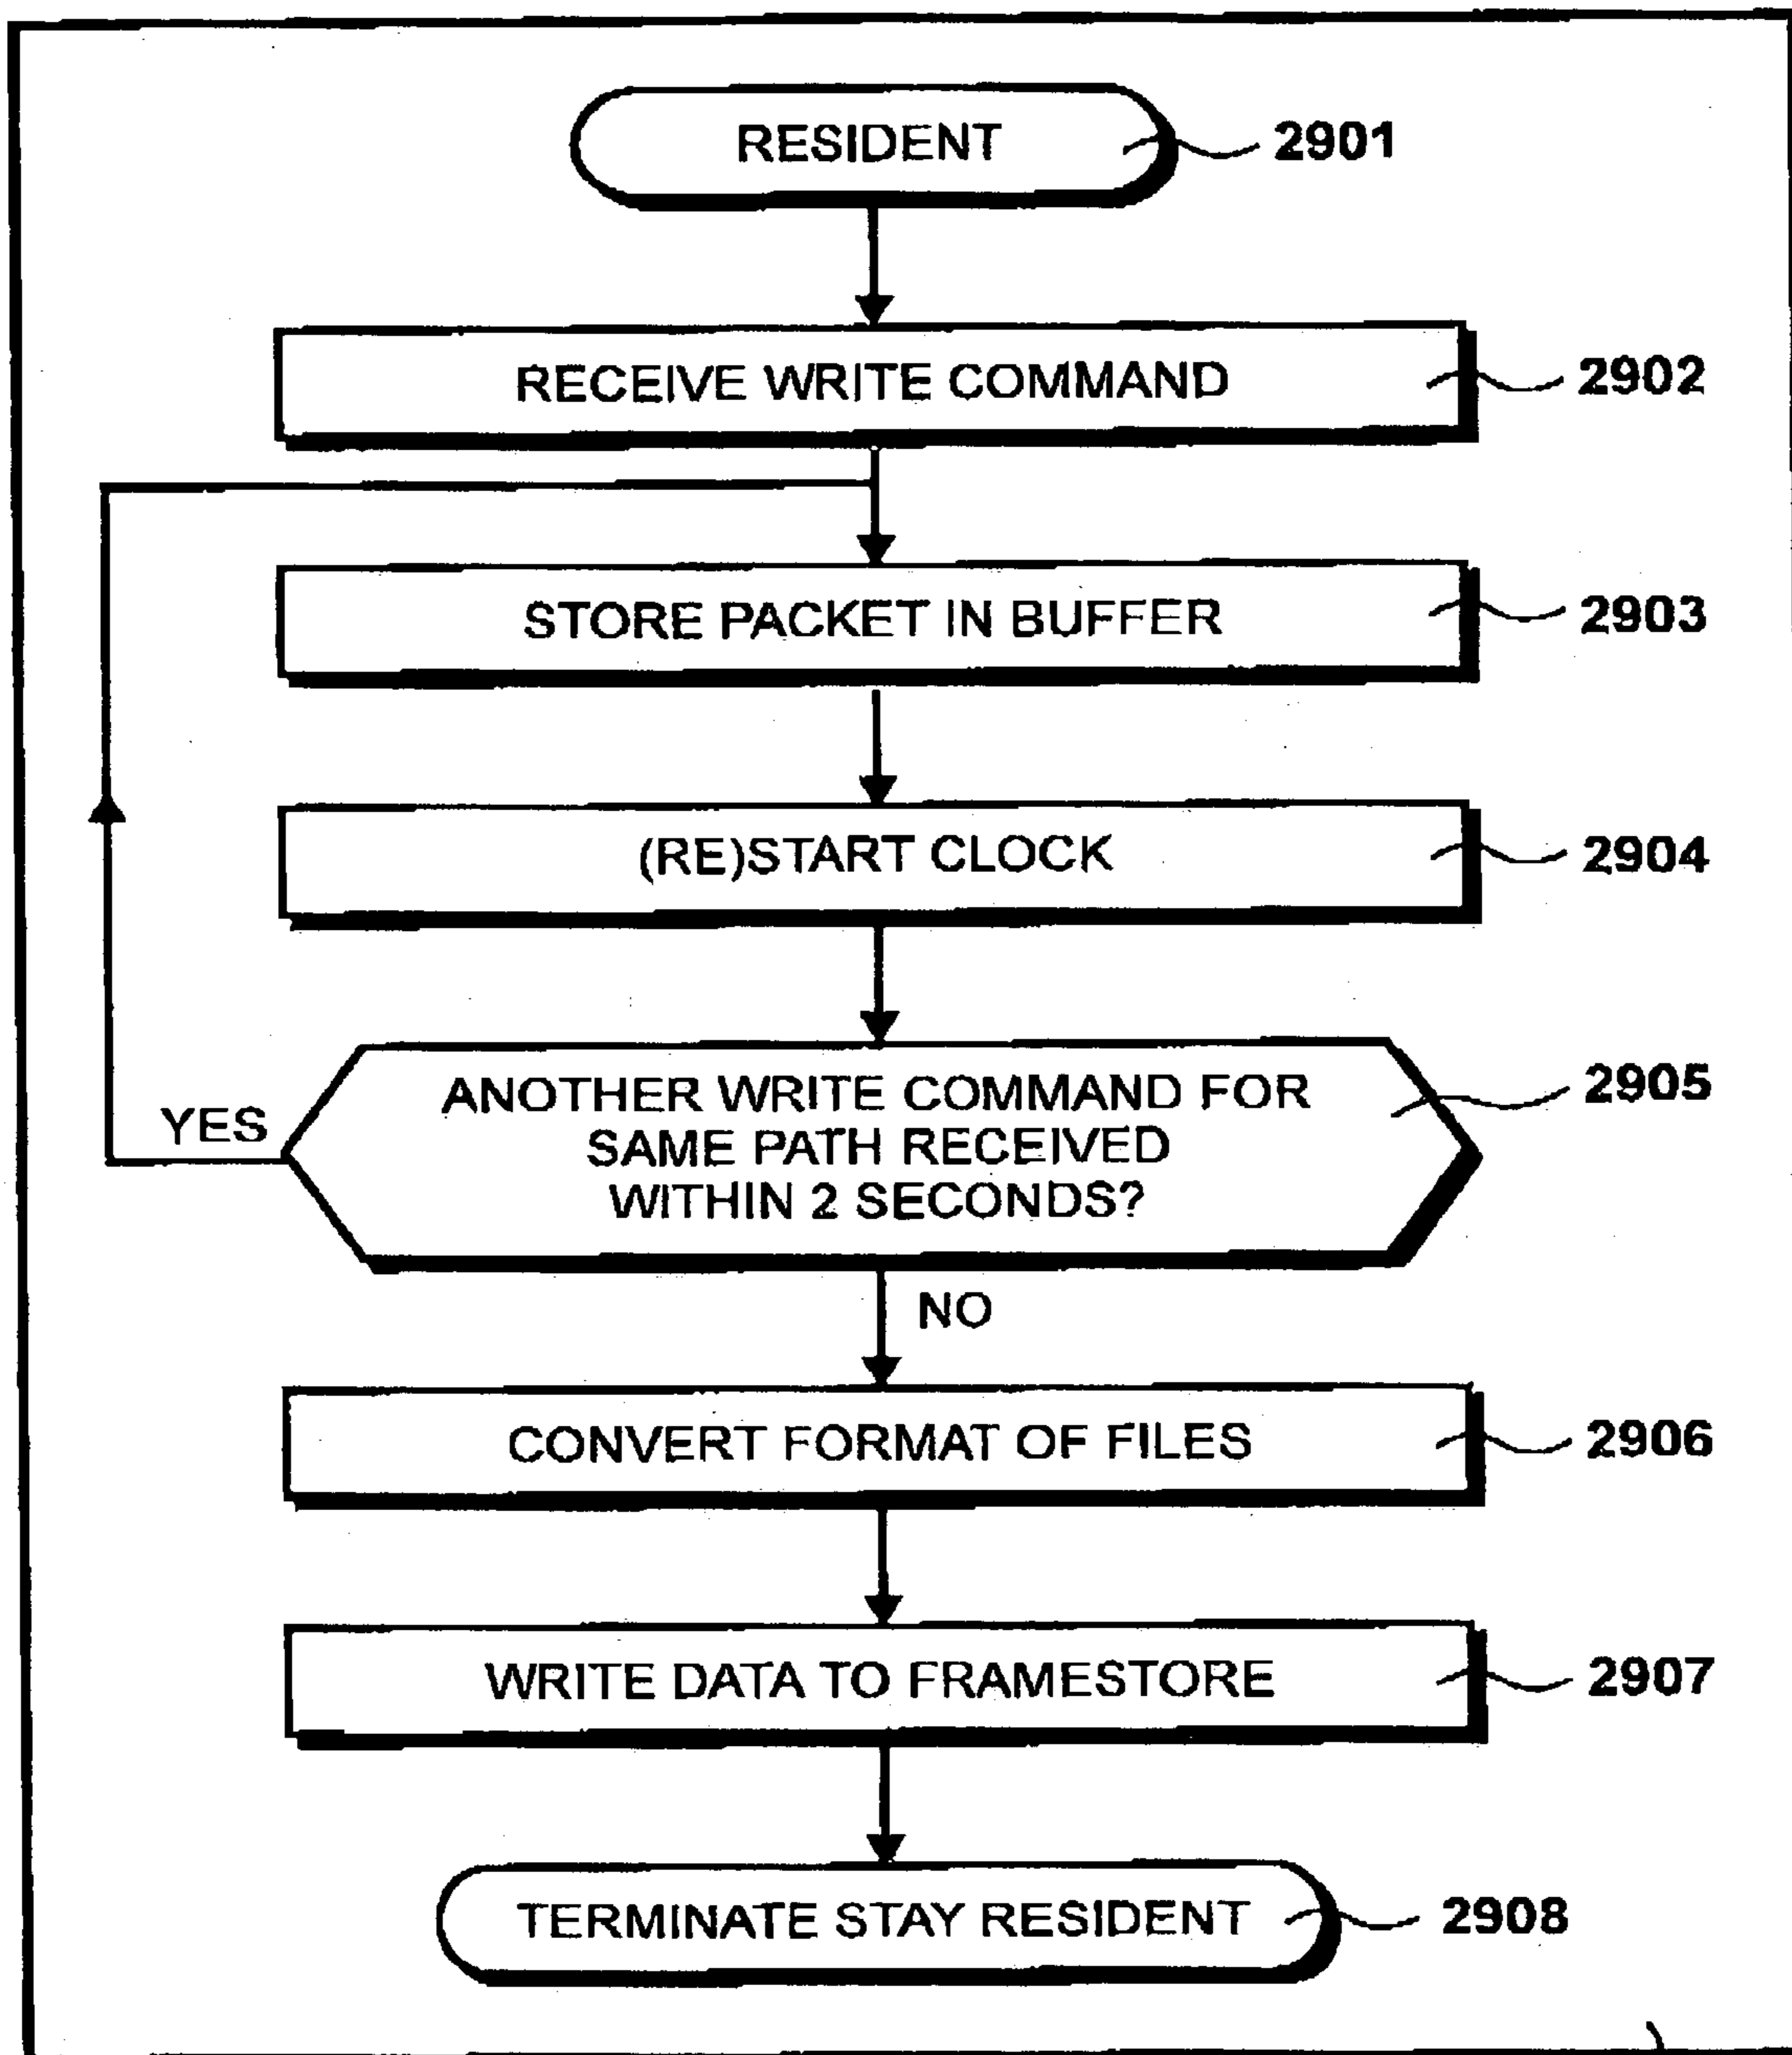 RESIDENT 2901
RECEIVE WRITE COMMAND 2902
STORE PACKET IN BUFFER 2903
(RE)START CLOCK 2904
ANOTHER WRITE COMMAND FOR 2905
SAME PATH RECEIVED
WITHIN 2 SECONDS?
YES
NO
CONVERT FORMAT OF FILES 2906
WRITE DATA TO FRAMESTORE 2907
TERMINATE STAY RESIDENT 2908